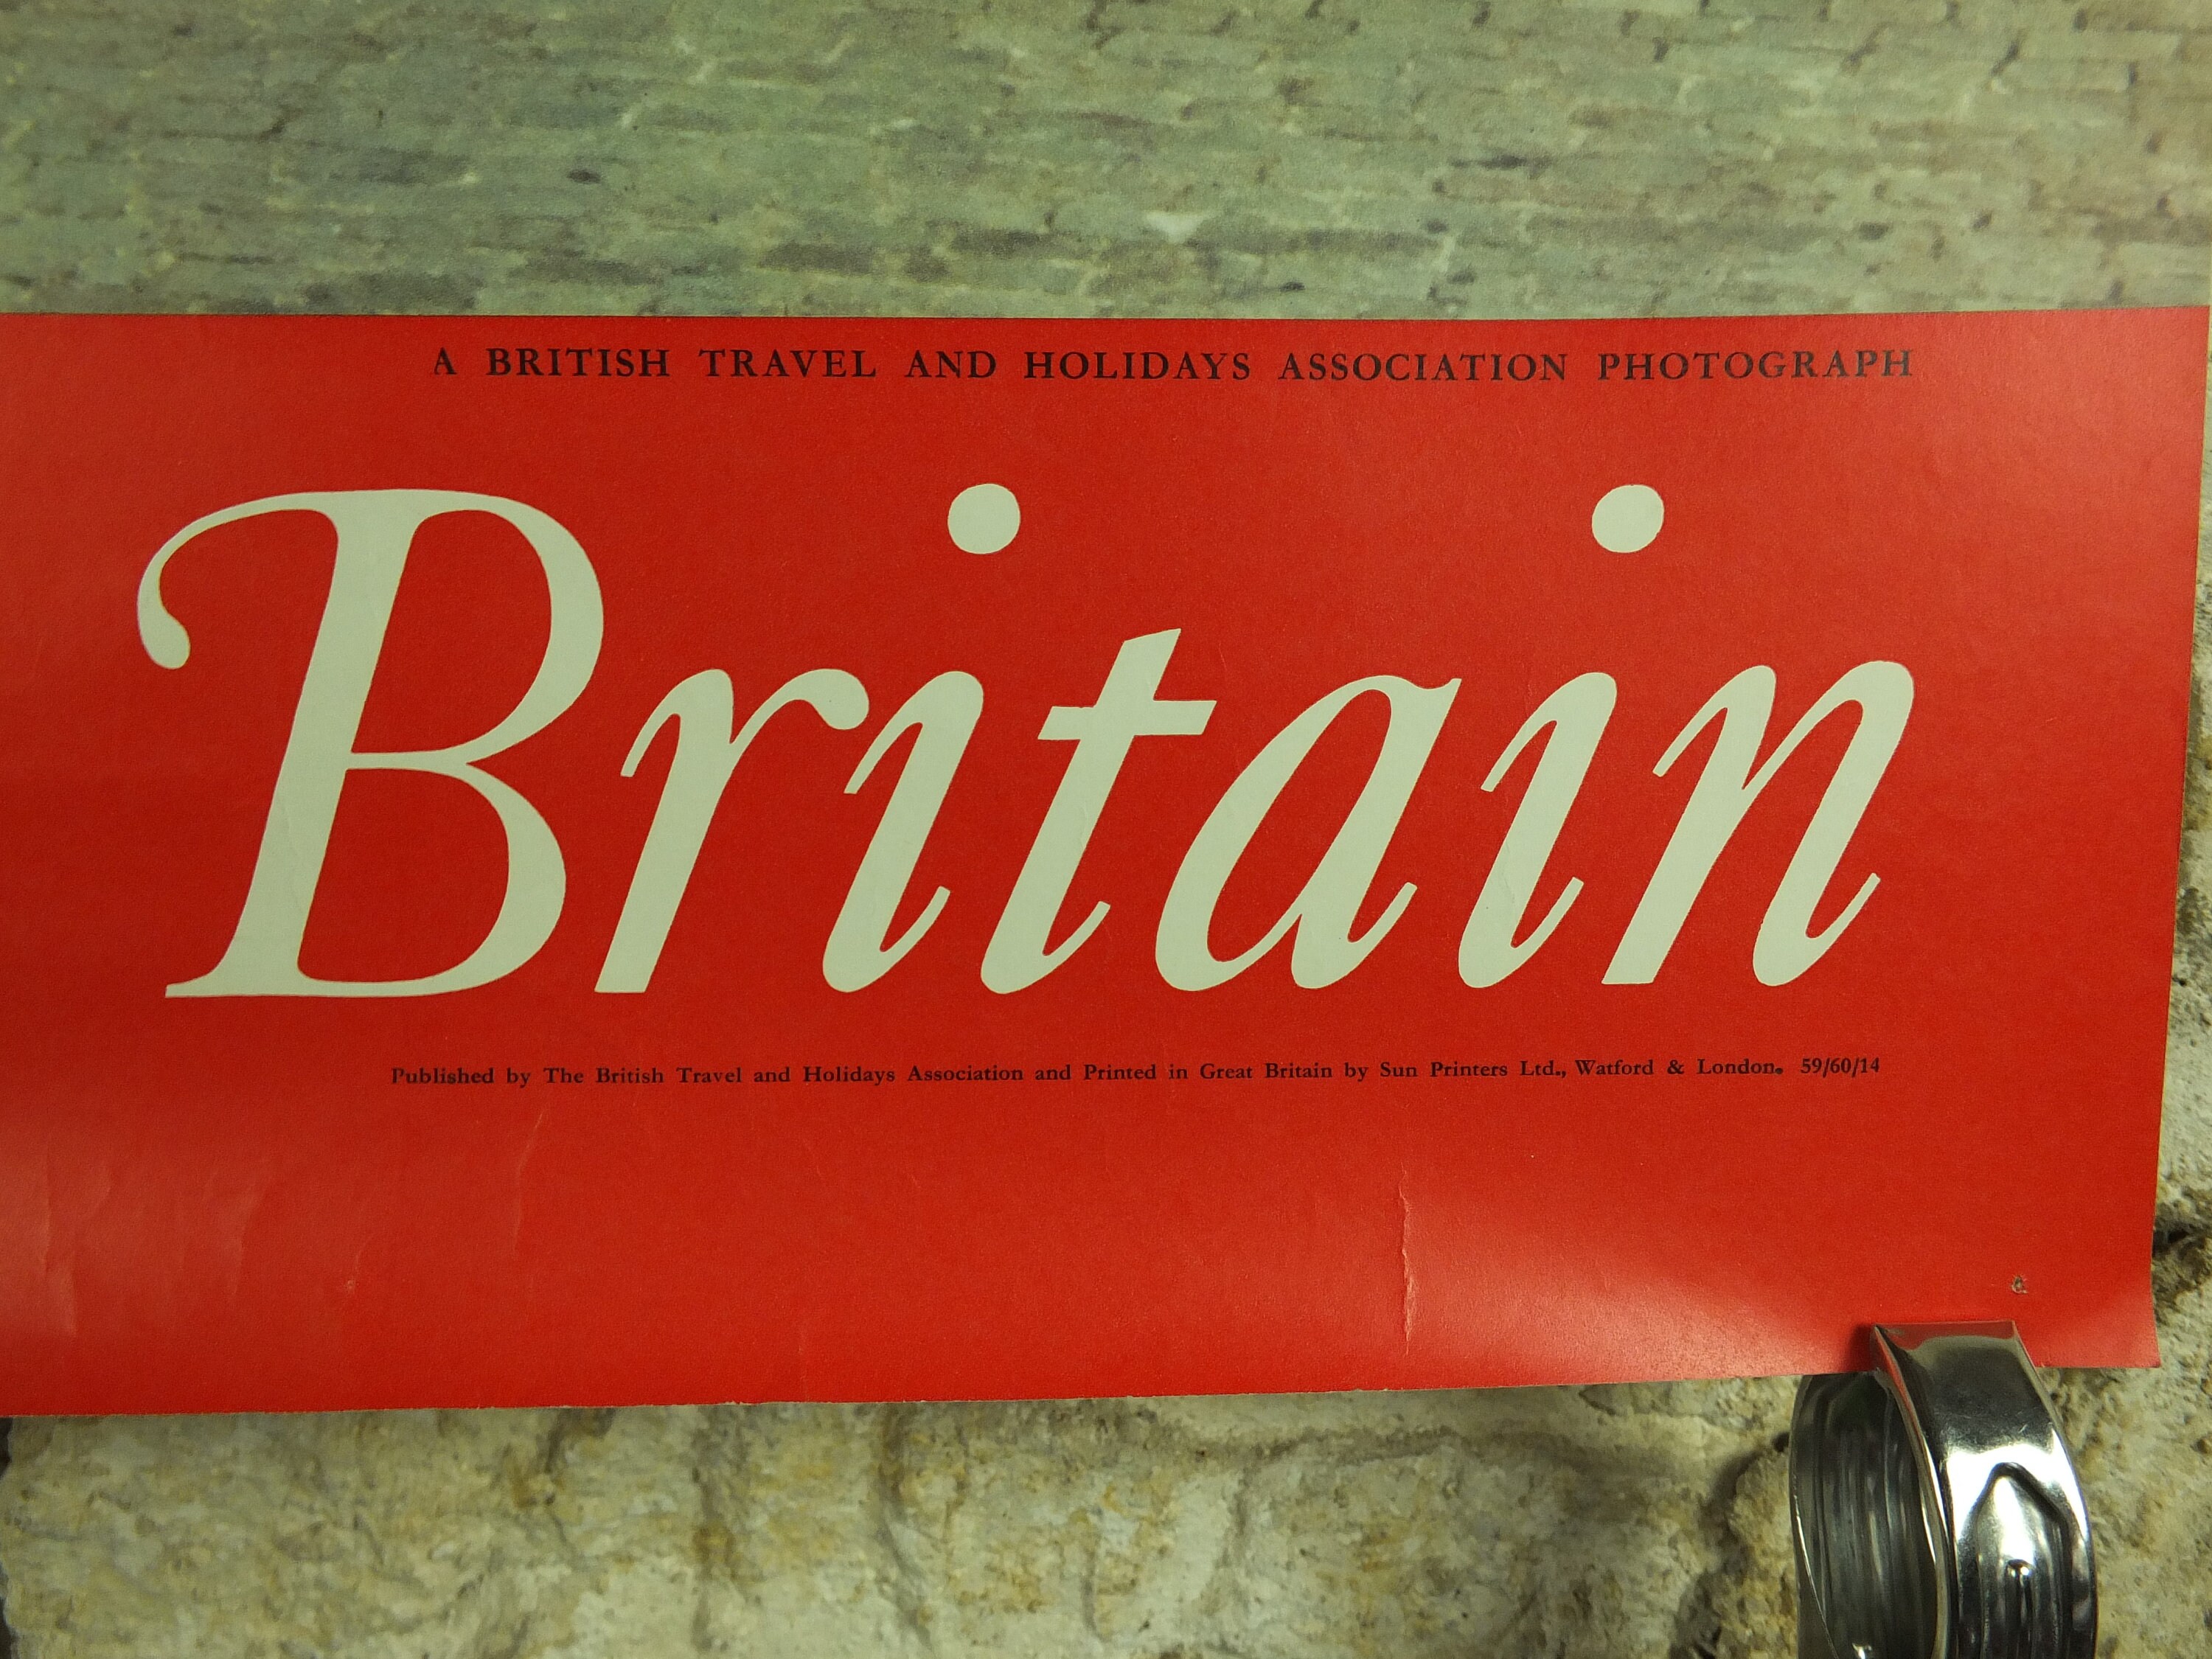 A BRITISH TRAVEL AND HOLIDAYS ASSOCIATION PHOTOGRAPH
Britain
Published by The British Travel and Holidays Association and Printed in Great Britain by Sun Printers Ltd., Watford & London. 59/60/14